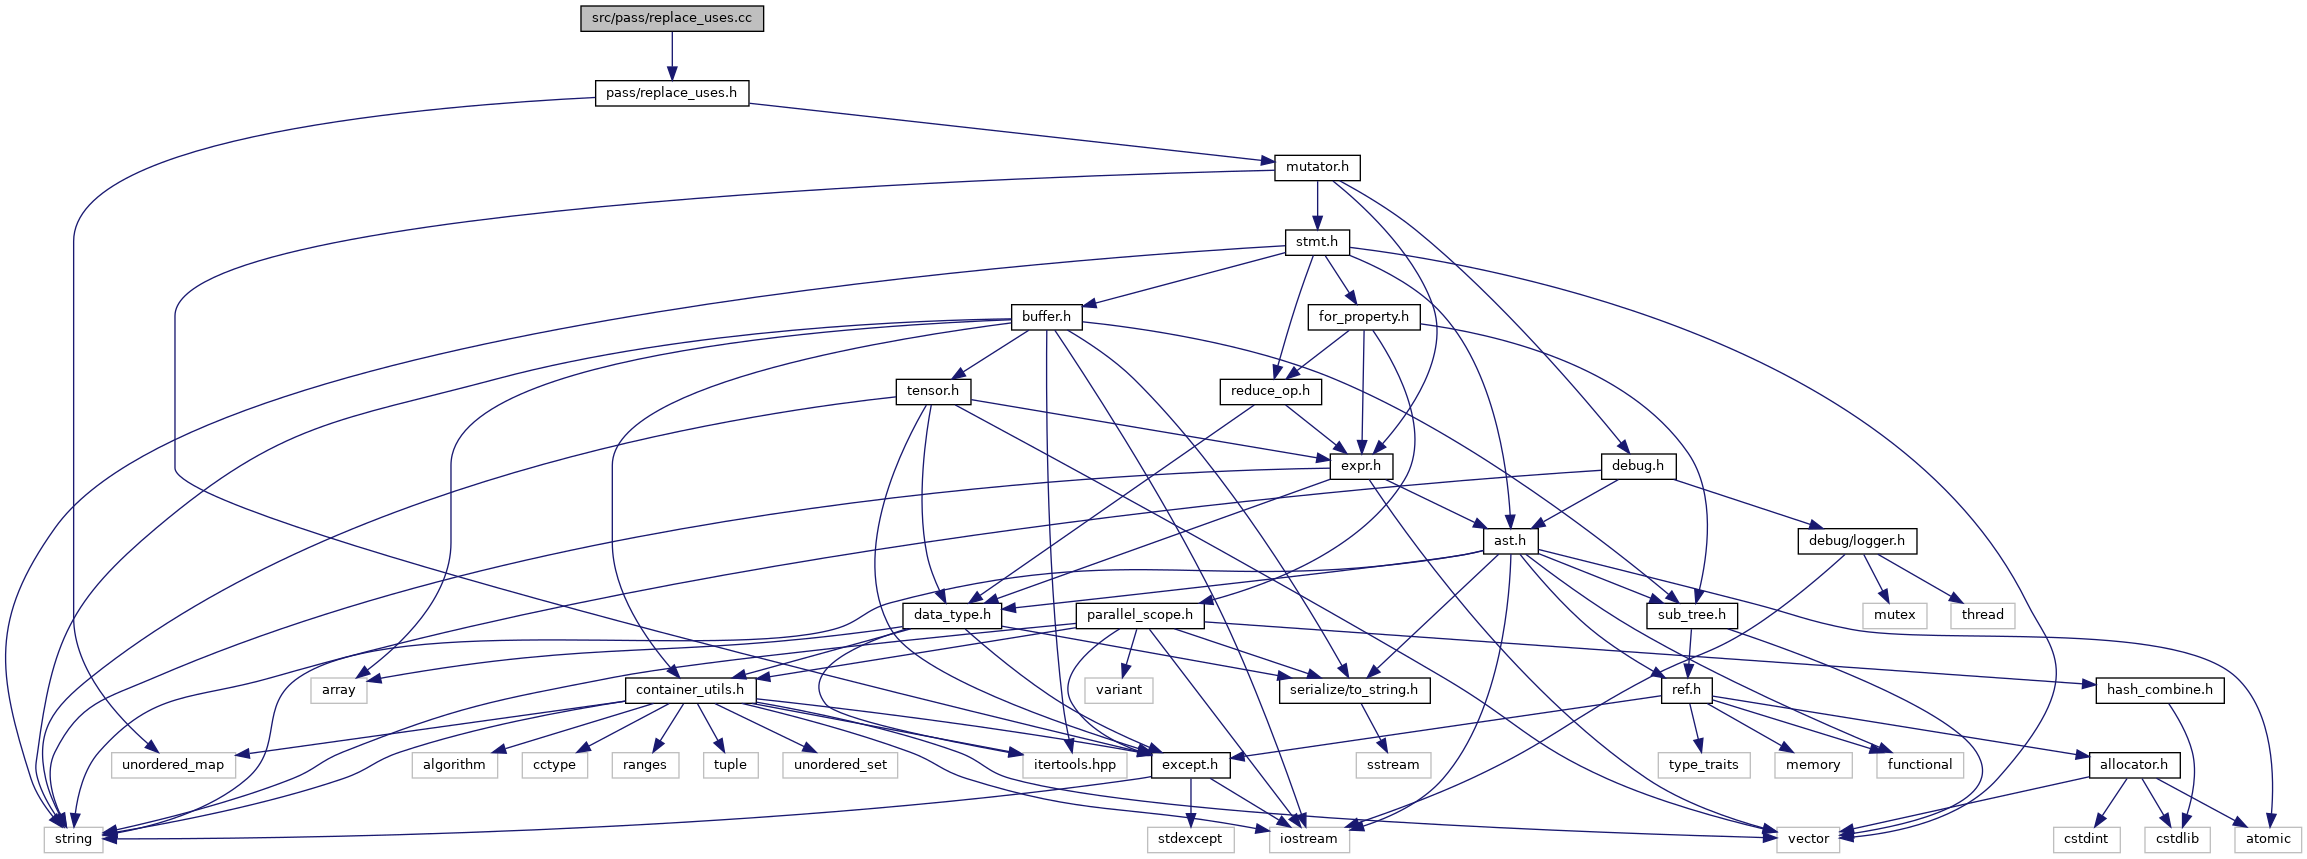 src/pass/replace_uses.cc
pass/replace_uses.h
mutator.h
stmt.h
buffer.h
for_property.h
tensor.h
reduce_op.h
expr.h
debug.h
ast.h
debug/logger.h
data_type.h
parallel_scope.h
sub_tree.h
mutex
thread
array
container_utils.h
variant
serialize/to_string.h
ref.h
hash_combine.h
unordered_map
algorithm
cctype
ranges
tuple
unordered_set
itertools.hpp
except.h
sstream
type_traits
memory
functional
allocator.h
string
stdexcept
iostream
vector
cstdint
cstdlib
atomic